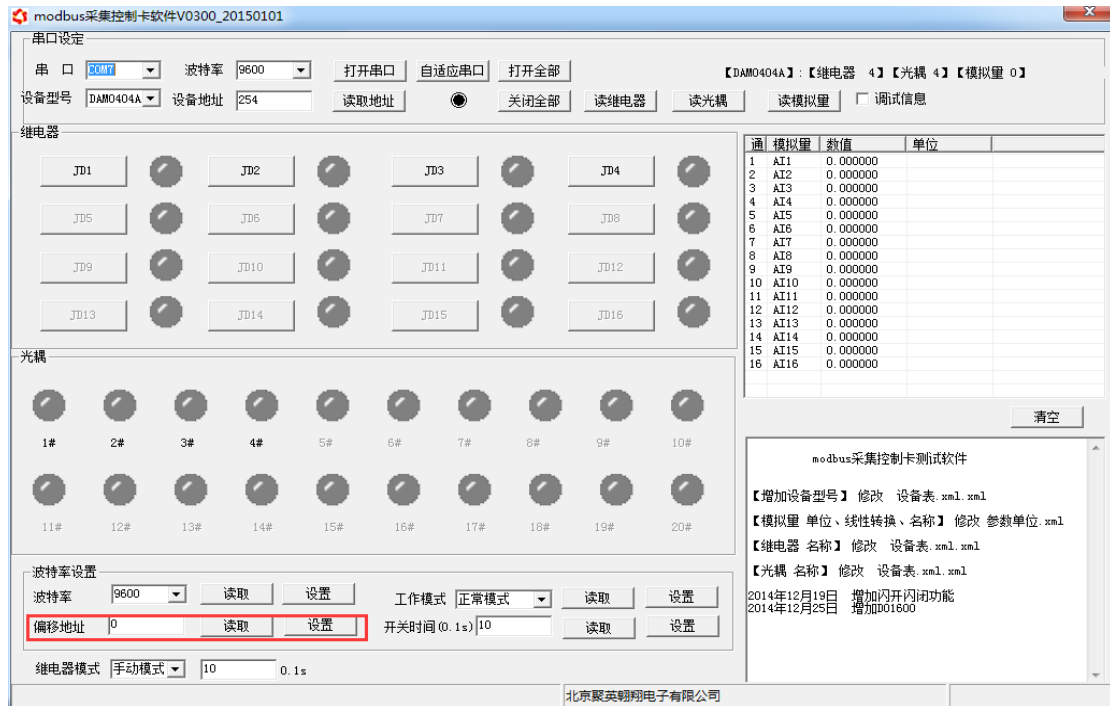 modbus采集控制卡软件V0300_20150101
串口设定
串 口 COM7 波特率 9600 打开串口 自适应串口 打开全部 【DAM0404A】:【继电器 4】【光耦 4】【模拟量 0】
设备型号 DAM0404A 设备地址 254 读取地址 关闭全部 读继电器 读光耦 读模拟量 调试信息
继电器
JD1 JD2 JD3 JD4
JD5 JD6 JD7 JD8
JD9 JD10 JD11 JD12
JD13 JD14 JD15 JD16
通 模拟量 数值 单位
1 AI1 0.000000
2 AI2 0.000000
3 AI3 0.000000
4 AI4 0.000000
5 AI5 0.000000
6 AI6 0.000000
7 AI7 0.000000
8 AI8 0.000000
9 AI9 0.000000
10 AI10 0.000000
11 AI11 0.000000
12 AI12 0.000000
13 AI13 0.000000
14 AI14 0.000000
15 AI15 0.000000
16 AI16 0.000000
清空
光耦
1# 2# 3# 4# 5# 6# 7# 8# 9# 10#
11# 12# 13# 14# 15# 16# 17# 18# 19# 20#
modbus采集控制卡测试软件
【增加设备型号】 修改 设备表.xml.xml
【模拟量 单位、线性转换、名称】 修改 参数单位.xml
【继电器 名称】 修改 设备表.xml.xml
【光耦 名称】 修改 设备表.xml.xml
2014年12月19日 增加闪开闪闭功能
2014年12月25日 增加DO1600
波特率设置
波特率 9600 读取 设置 工作模式 正常模式 读取 设置
偏移地址 0 读取 设置 开关时间(0.1s) 10 读取 设置
继电器模式 手动模式 10 0.1s
北京聚英翱翔电子有限公司